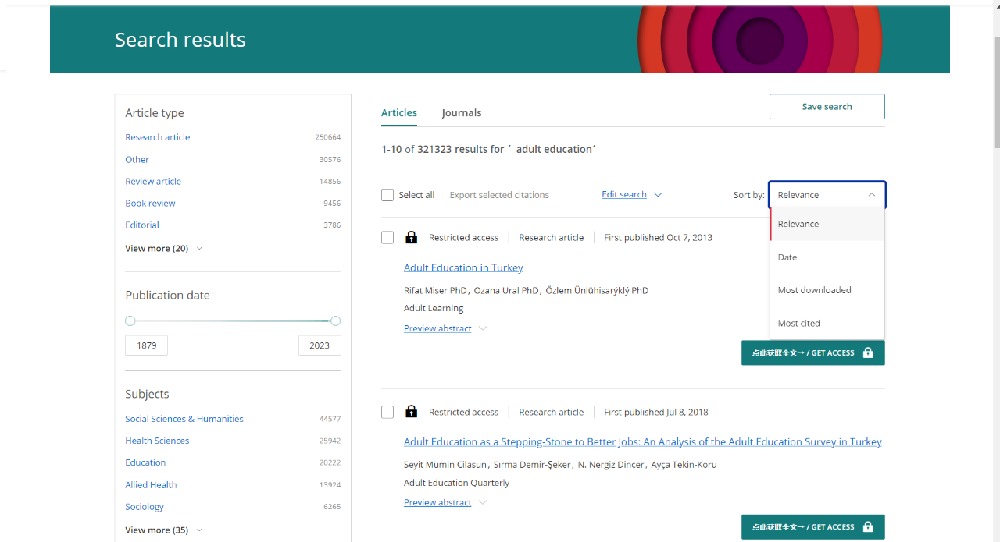 Search results
Article type
Research article 250664
Other 30576
Review article 14856
Book review 9456
Editorial 3786
View more (20)
Publication date
1879 2023
Subjects
Social Sciences & Humanities 44577
Health Sciences 25942
Education 20222
Allied Health 13924
Sociology 6265
View more (35)
Articles Journals
Save search
1-10 of 321323 results for ´ adult education´
Select all Export selected citations Edit search Sort by: Relevance
Relevance
Date
Most downloaded
Most cited
Restricted access Research article First published Oct 7, 2013
Adult Education in Turkey
Rifat Miser PhD, Ozana Ural PhD, Özlem Ünlühisarýklý PhD
Adult Learning
Preview abstract
点此获取全文→ / GET ACCESS
Restricted access Research article First published Jul 8, 2018
Adult Education as a Stepping-Stone to Better Jobs: An Analysis of the Adult Education Survey in Turkey
Seyit Mümin Cilasun, Sırma Demir-Şeker, N. Nergiz Dincer, Ayça Tekin-Koru
Adult Education Quarterly
Preview abstract
点此获取全文→ / GET ACCESS